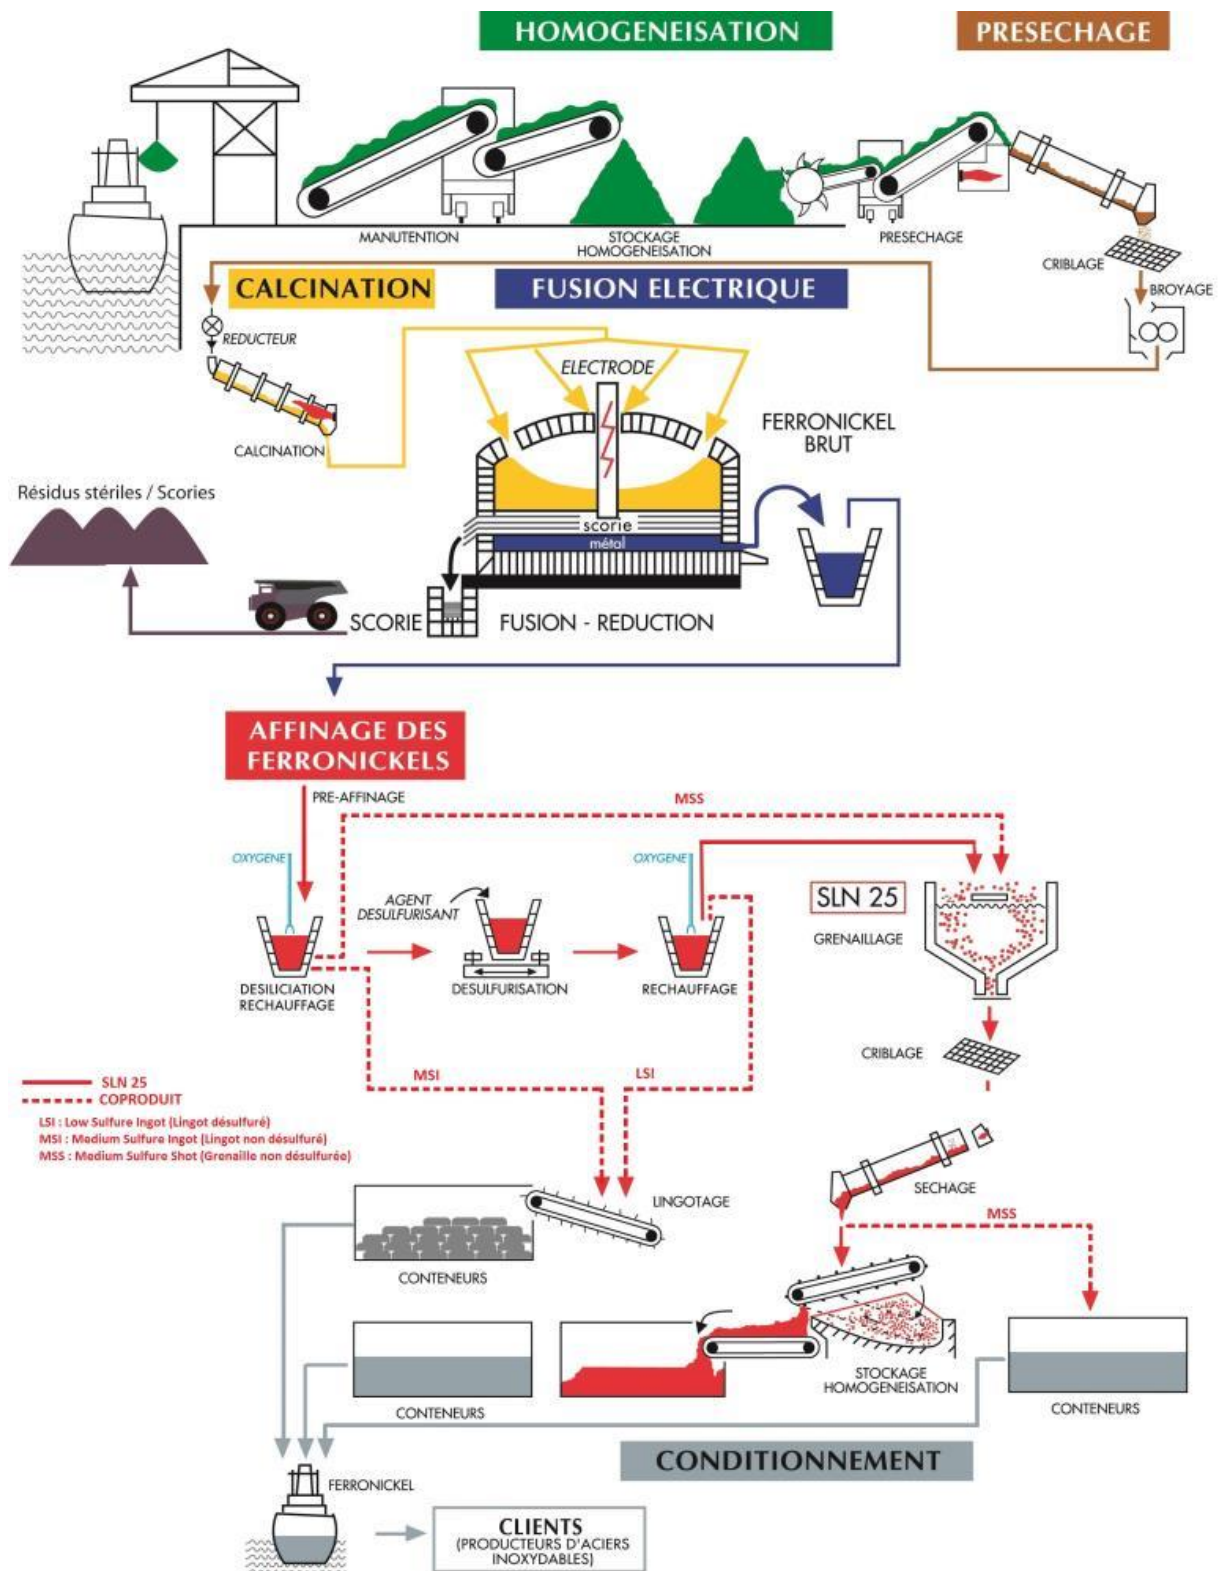 HOMOGENEISATION
PRESECHAGE
MANUTENTION
STOCKAGE
HOMOGENEISATION
PRESECHAGE
CRIBLAGE
BROYAGE
CALCINATION
FUSION ELECTRIQUE
REDUCTEUR
ELECTRODE
CALCINATION
FERRONICKEL
BRUT
Résidus stériles / Scories
scorie
métal
SCORIE
FUSION - REDUCTION
AFFINAGE DES
FERRONICKELS
PRE-AFFINAGE
MSS
OXYGENE
OXYGENE
AGENT
DESULFURISANT
SLN 25
GRENAILLAGE
DESILICIATION
RECHAUFFAGE
DESULFURISATION
RECHAUFFAGE
CRIBLAGE
MSI
LSI
SLN 25
COPRODUIT
LSI : Low Sulfure Ingot (Lingot désulfuré)
MSI : Medium Sulfure Ingot (Lingot non désulfuré)
MSS : Medium Sulfure Shot (Grenaille non désulfurée)
SECHAGE
LINGOTAGE
MSS
CONTENEURS
STOCKAGE
HOMOGENEISATION
CONTENEURS
CONTENEURS
CONDITIONNEMENT
FERRONICKEL
CLIENTS
(PRODUCTEURS D'ACIERS
INOXYDABLES)